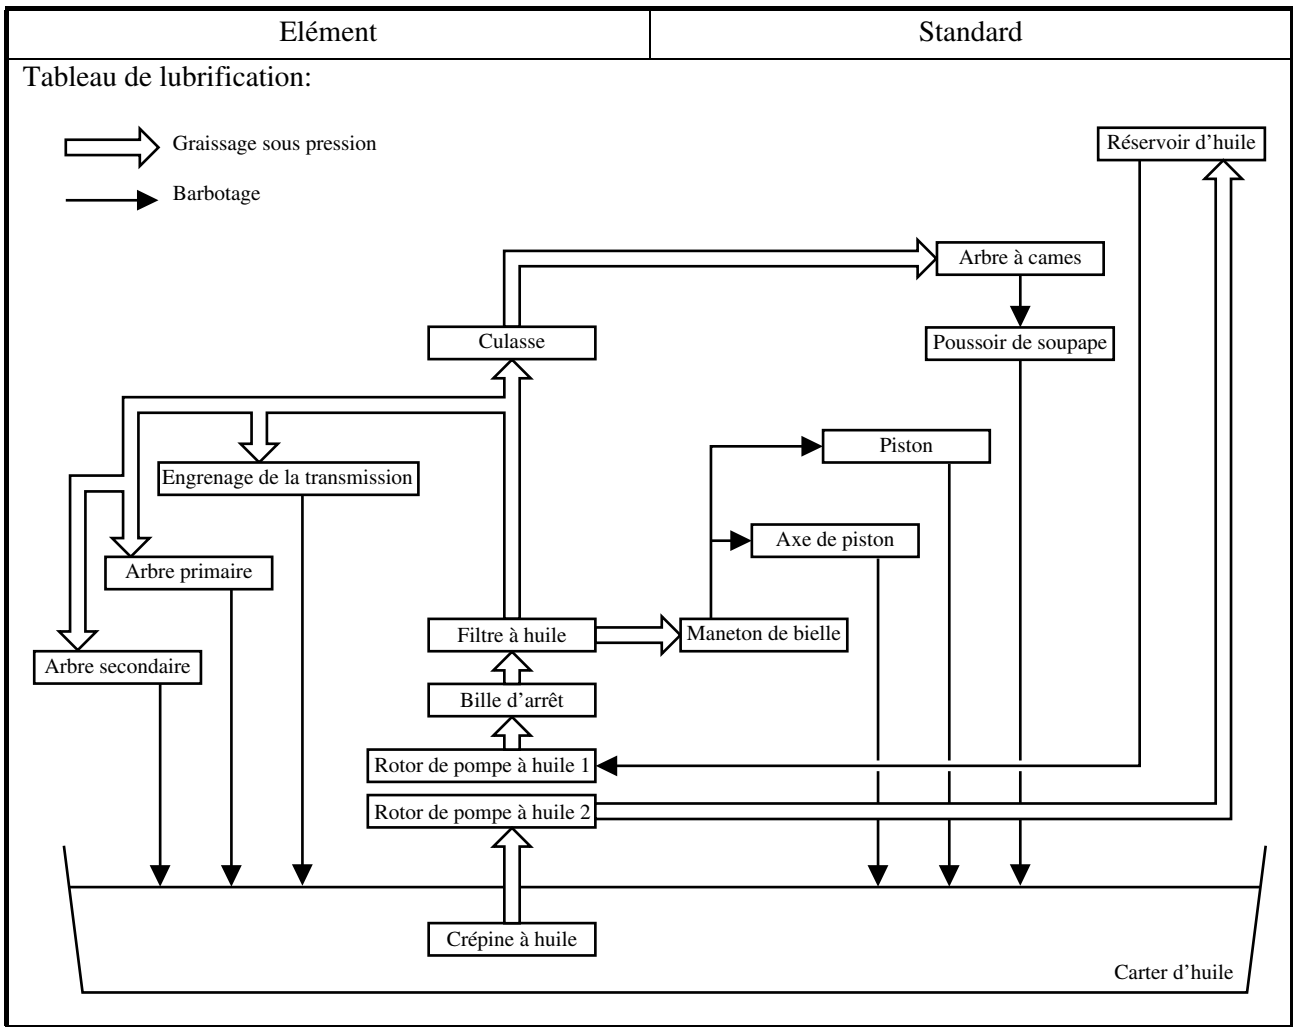 Elément
Standard
Tableau de lubrification:
Graissage sous pression
Barbotage
Réservoir d'huile
Arbre à cames
Culasse
Poussoir de soupape
Piston
Engrenage de la transmission
Axe de piston
Arbre primaire
Filtre à huile
Maneton de bielle
Arbre secondaire
Bille d'arrêt
Rotor de pompe à huile 1
Rotor de pompe à huile 2
Crépine à huile
Carter d'huile